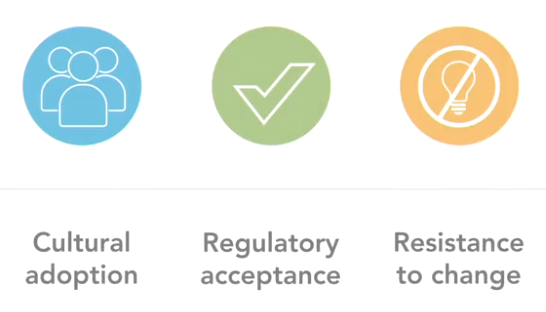 Cultural
adoption
Regulatory
acceptance
Resistance
to change